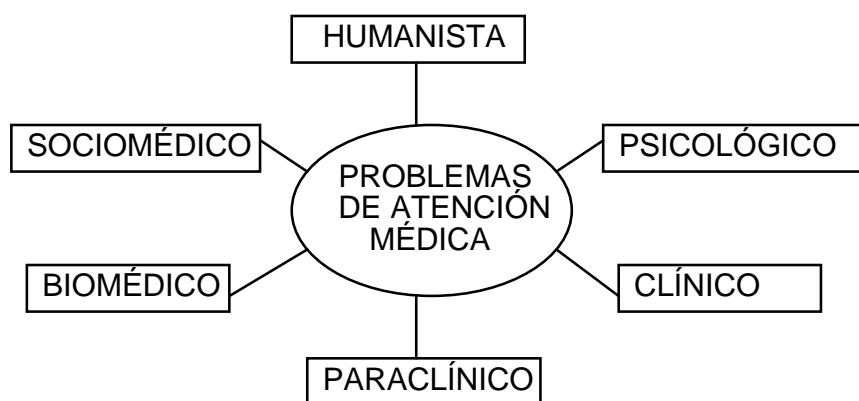 HUMANISTA
SOCIOMÉDICO
PSICOLÓGICO
PROBLEMAS
DE ATENCIÓN
MÉDICA
BIOMÉDICO
CLÍNICO
PARACLÍNICO